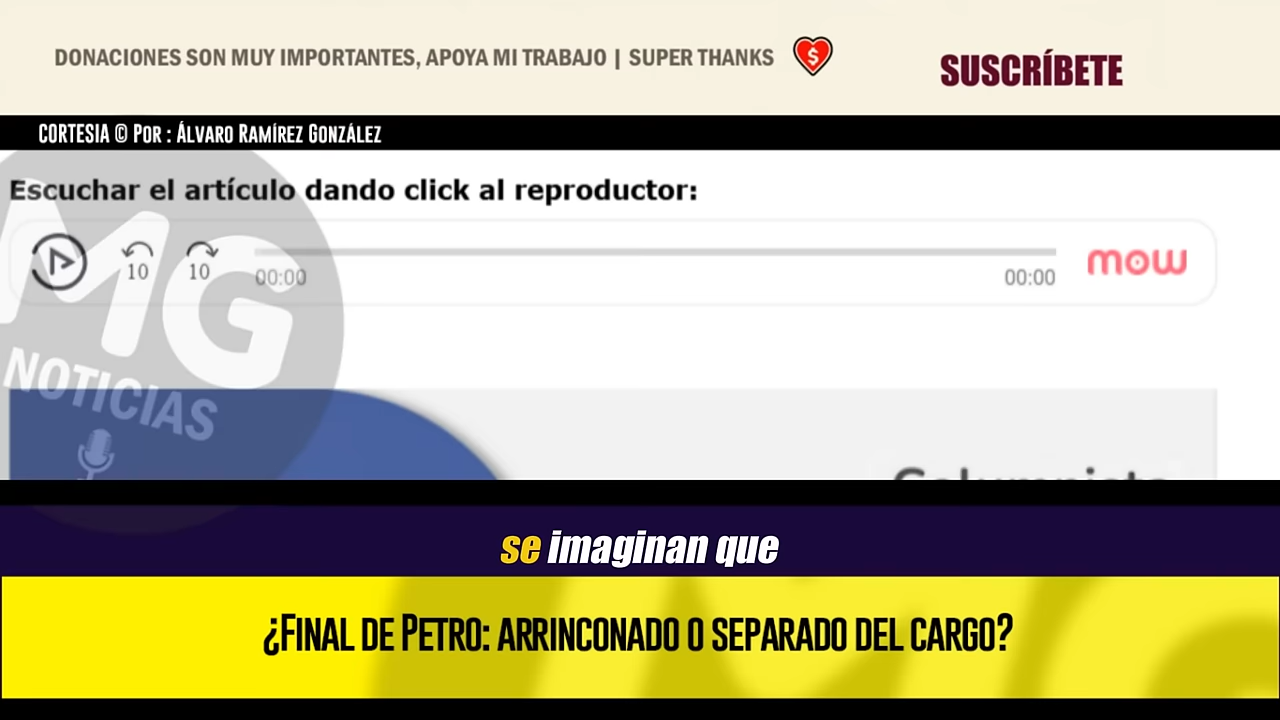 DONACIONES SON MUY IMPORTANTES, APOYA MI TRABAJO | SUPER THANKS
SUSCRÍBETE
CORTESIA © POR : ÁLVARO RAMÍREZ GONZÁLEZ
Escuchar el artículo dando click al reproductor:
10 10 00:00 00:00 mow
MG
NOTICIAS
se imaginan que
¿FINAL DE PETRO: ARRINCONADO O SEPARADO DEL CARGO?